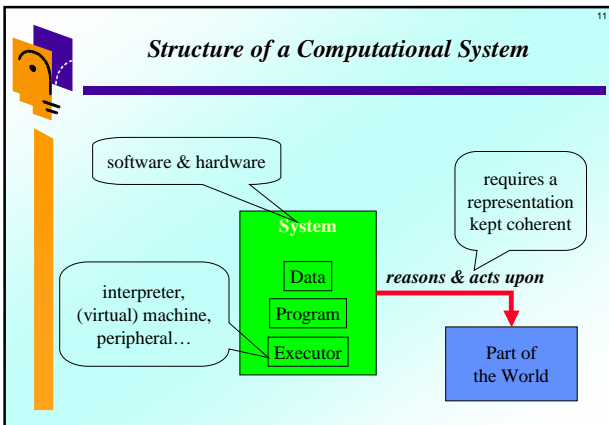 11
Structure of a Computational System
software & hardware
requires a
representation
kept coherent
System
Data
reasons & acts upon
interpreter,
(virtual) machine,
peripheral…
Program
Executor
Part of
the World